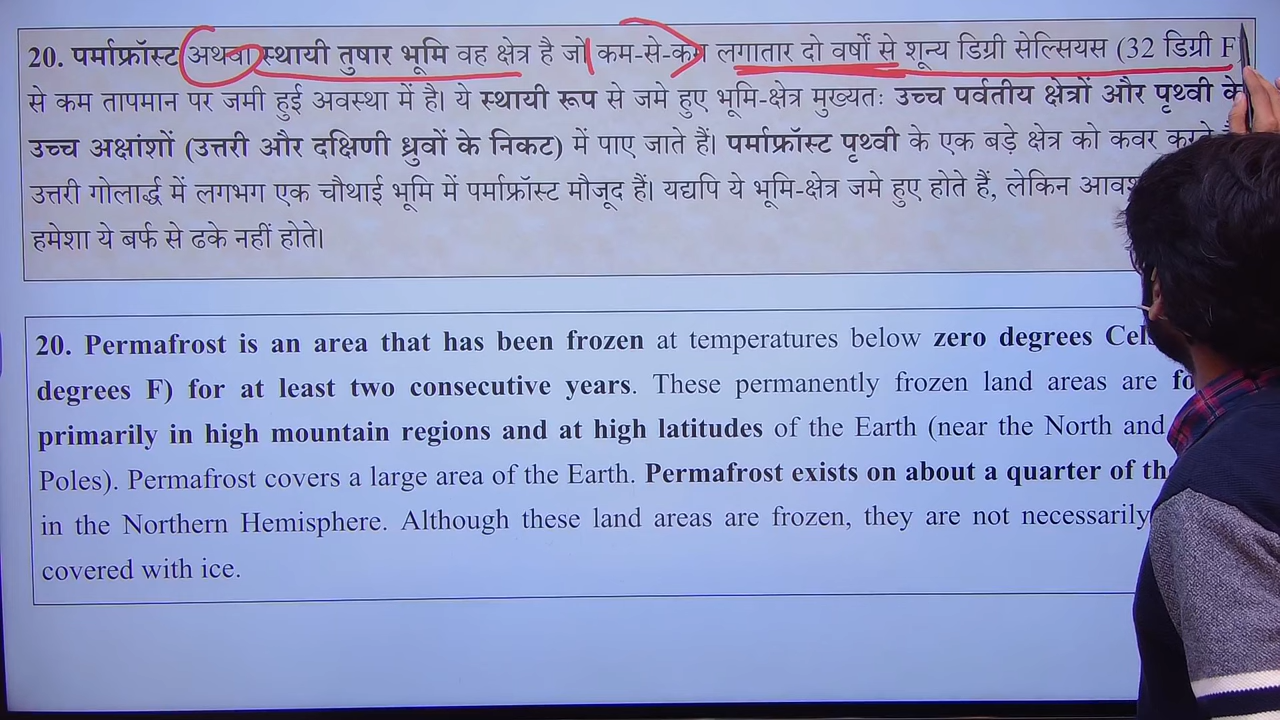 20. पर्माफ्रॉस्ट अथवा स्थायी तुषार भूमि वह क्षेत्र है जो कम-से-कम लगातार दो वर्षों से शून्य डिग्री सेल्सियस (32 डिग्री F)
से कम तापमान पर जमी हुई अवस्था में है। ये स्थायी रूप से जमे हुए भूमि-क्षेत्र मुख्यतः उच्च पर्वतीय क्षेत्रों और पृथ्वी के
उच्च अक्षांशों (उत्तरी और दक्षिणी ध्रुवों के निकट) में पाए जाते हैं। पर्माफ्रॉस्ट पृथ्वी के एक बड़े क्षेत्र को कवर करते
उत्तरी गोलार्द्ध में लगभग एक चौथाई भूमि में पर्माफ्रॉस्ट मौजूद हैं। यद्यपि ये भूमि-क्षेत्र जमे हुए होते हैं, लेकिन
हमेशा ये बर्फ से ढके नहीं होते।
20. Permafrost is an area that has been frozen at temperatures below zero degrees
degrees F) for at least two consecutive years. These permanently frozen land areas are
primarily in high mountain regions and at high latitudes of the Earth (near the North and
Poles). Permafrost covers a large area of the Earth. Permafrost exists on about a quarter of
in the Northern Hemisphere. Although these land areas are frozen, they are not necessarily
covered with ice.